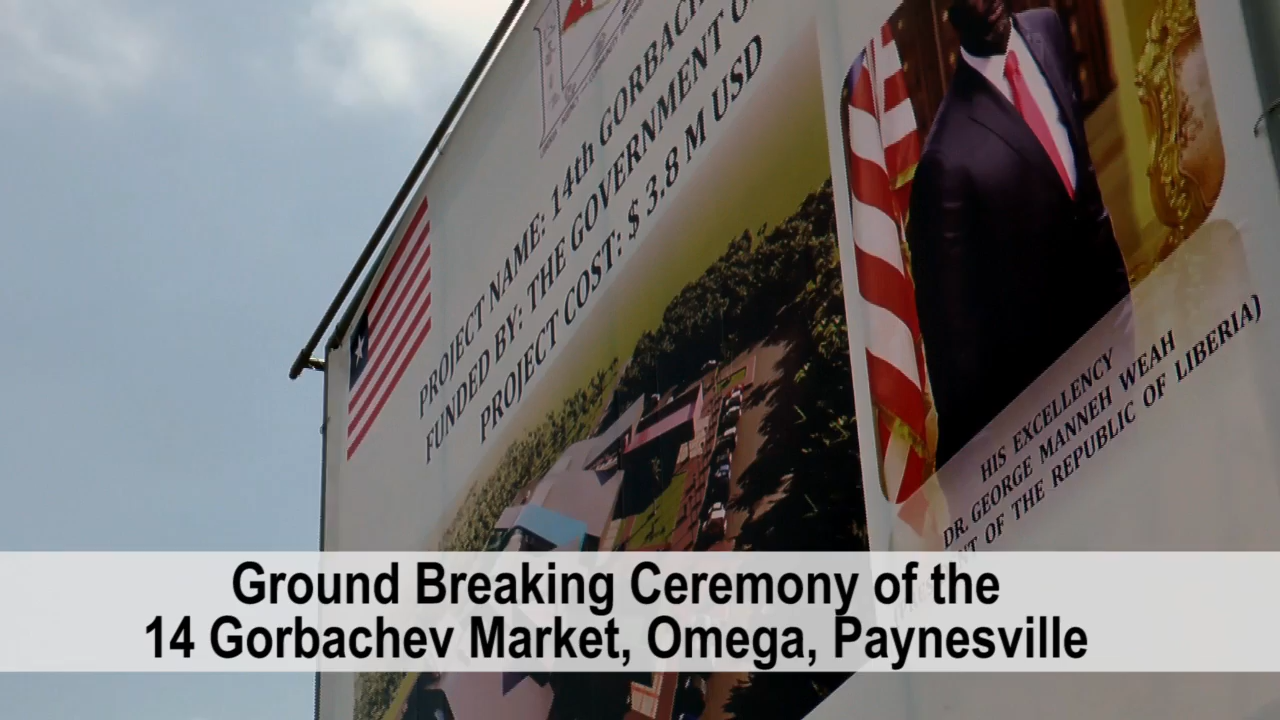 PROJECT NAME: 14th GORBACH
FUNDED BY: THE GOVERNMENT O
PROJECT COST: $ 3.8 M USD
HIS EXCELLENCY
DR. GEORGE MANNEH WEAH
NT OF THE REPUBLIC OF LIBERIA)
Ground Breaking Ceremony of the
14 Gorbachev Market, Omega, Paynesville